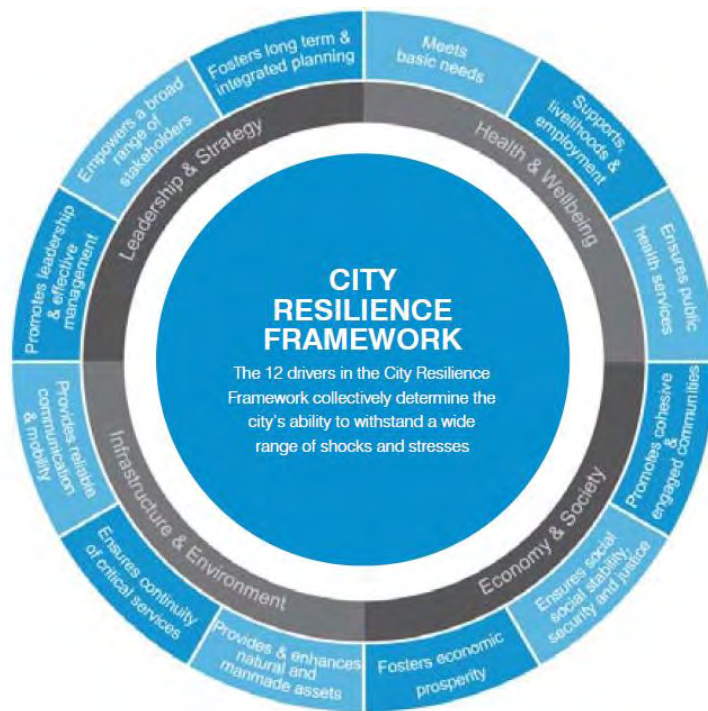 CITY
RESILIENCE
FRAMEWORK
The 12 drivers in the City Resilience
Framework collectively determine the
city's ability to withstand a wide
range of shocks and stresses
Health & Wellbeing
Meets
basic needs
Supports,
livelihoods &
employment
Ensures public
health services
Economy & Society
Promotes cohesive
&
engaged communities
Ensures social
social stability,
security and justice
Fosters economic
prosperity
Infrastructure & Environment
Provides & enhances
natural and
manmade assets
Ensures continuity
of critical services
Provides reliable
communication
& mobility
Leadership & Strategy
Promotes leadership
& effective
management
Empowers a broad
range of
stakeholders
Fosters long term &
integrated planning